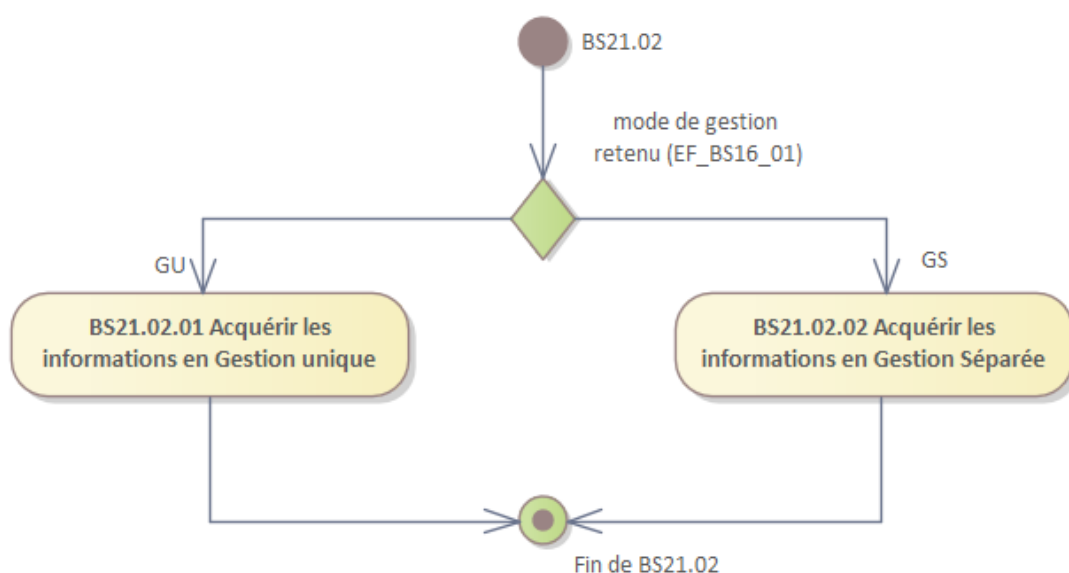 BS21.02
mode de gestion
retenu (EF_BS16_01)
GU
GS
BS21.02.01 Acquérir les
informations en Gestion unique
BS21.02.02 Acquérir les
informations en Gestion Séparée
Fin de BS21.02